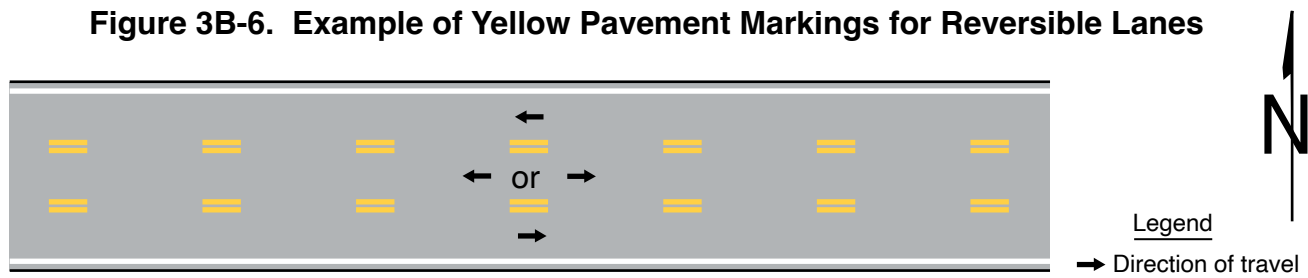 Figure 3B-6. Example of Yellow Pavement Markings for Reversible Lanes
N
or
Legend
Direction of travel